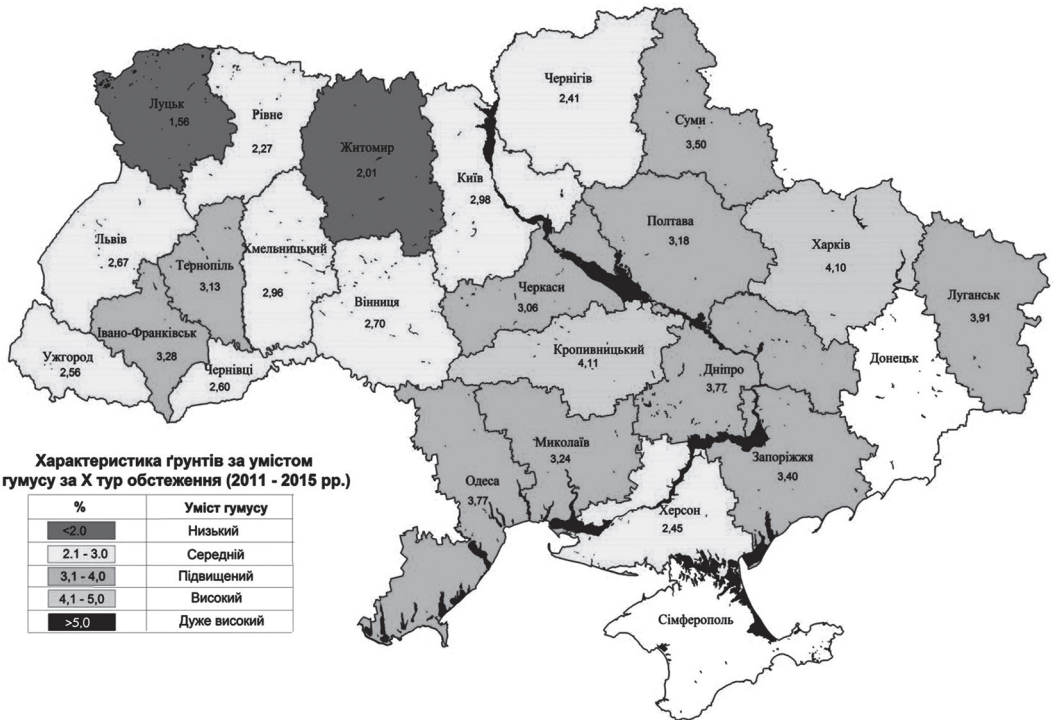 Чернігів
2,41
Луцьк
1,56
Рівне
2,27
Житомир
2,01
Київ
2,98
Суми
3,50
Полтава
3,18
Харків
4,10
Львів
2,67
Тернопіль
3,13
Хмельницький
2,96
Вінниця
2,70
Черкаси
3,06
Луганськ
3,91
Івано-Франківськ
3,28
Ужгород
2,56
Чернівці
2,60
Кропивницький
4,11
Дніпро
3,77
Донецьк
Миколаїв
3,24
Запоріжжя
3,40
Одеса
3,77
Херсон
2,45
Сімферополь
Характеристика ґрунтів за умістом
гумусу за X тур обстеження (2011 - 2015 рр.)
% Уміст гумусу
<2.0 Низький
2.1 - 3.0 Середній
3,1 - 4,0 Підвищений
4,1 - 5,0 Високий
>5,0 Дуже високий